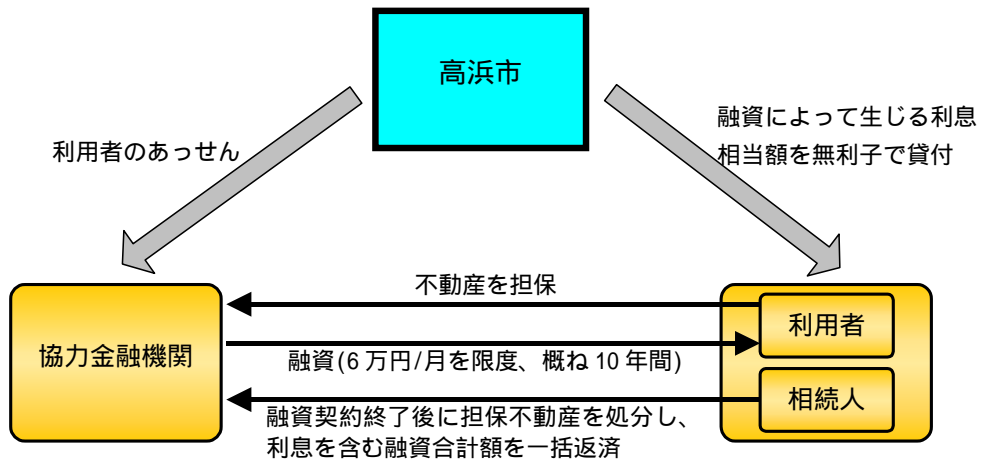 高浜市
利用者のあっせん
融資によって生じる利息
相当額を無利子で貸付
不動産を担保
利用者
協力金融機関
融資(6万円/月を限度、概ね10年間)
相続人
融資契約終了後に担保不動産を処分し、
利息を含む融資合計額を一括返済